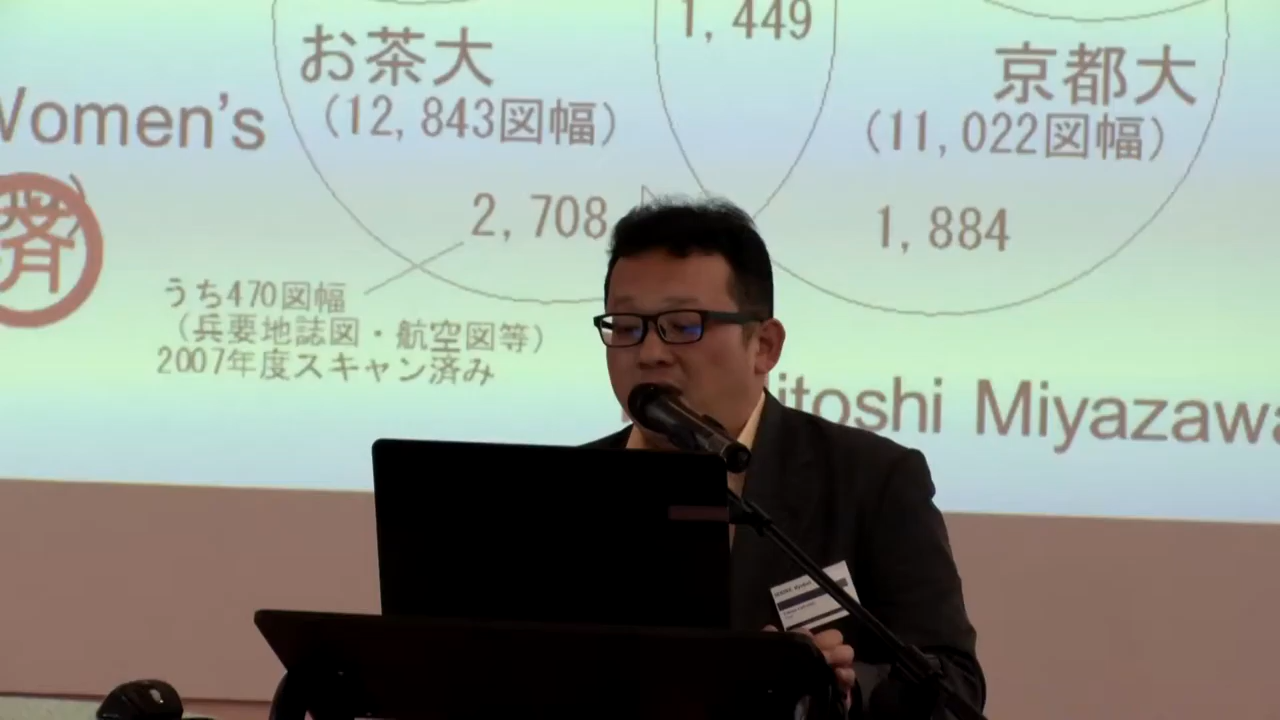 1,449
お茶大
(12,843図幅)
京都大
(11,022図幅)
Women's
済
2,708
1,884
うち470図幅
(兵要地誌図・航空図等)
2007年度スキャン済み
itoshi Miyazawa